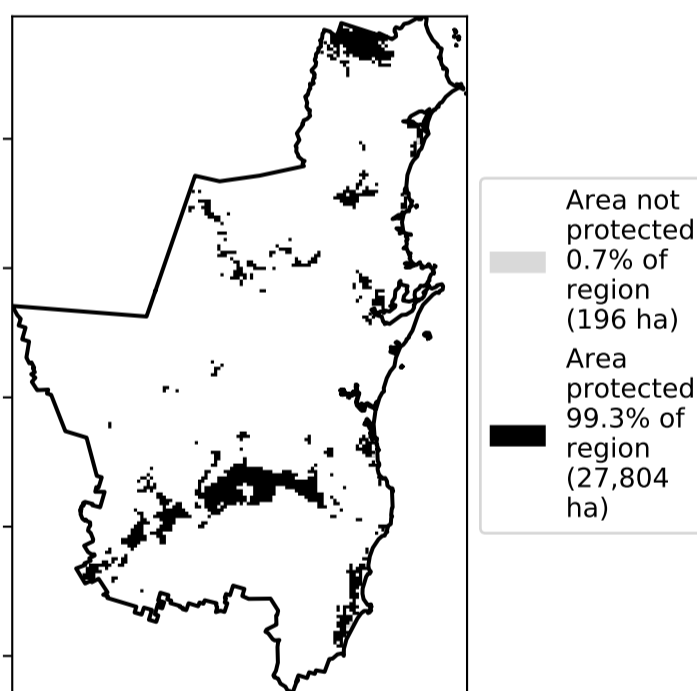 Area not
protected
0.7% of
region
(196 ha)
Area
protected
99.3% of
region
(27,804
ha)